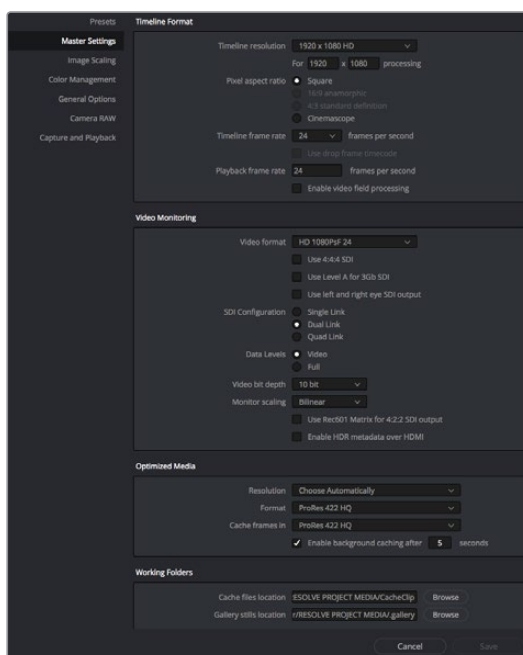 Presets
Master Settings
Image Scaling
Color Management
General Options
Camera RAW
Capture and Playback
Timeline Format
Timeline resolution 1920 x 1080 HD
For 1920 x 1080 processing
Pixel aspect ratio Square
16:9 anamorphic
4:3 standard definition
Cinemascope
Timeline frame rate 24 frames per second
Use drop frame timecode
Playback frame rate 24 frames per second
Enable video field processing
Video Monitoring
Video format HD 1080PsF 24
Use 4:4:4 SDI
Use Level A for 3Gb SDI
Use left and right eye SDI output
SDI Configuration Single Link
Dual Link
Quad Link
Data Levels Video
Full
Video bit depth 10 bit
Monitor scaling Bilinear
Use Rec601 Matrix for 4:2:2 SDI output
Enable HDR metadata over HDMI
Optimized Media
Resolution Choose Automatically
Format ProRes 422 HQ
Cache frames in ProRes 422 HQ
Enable background caching after 5 seconds
Working Folders
Cache files location ESOLVE PROJECT MEDIA/CacheClip Browse
Gallery stills location r/RESOLVE PROJECT MEDIA/.gallery Browse
Cancel Save